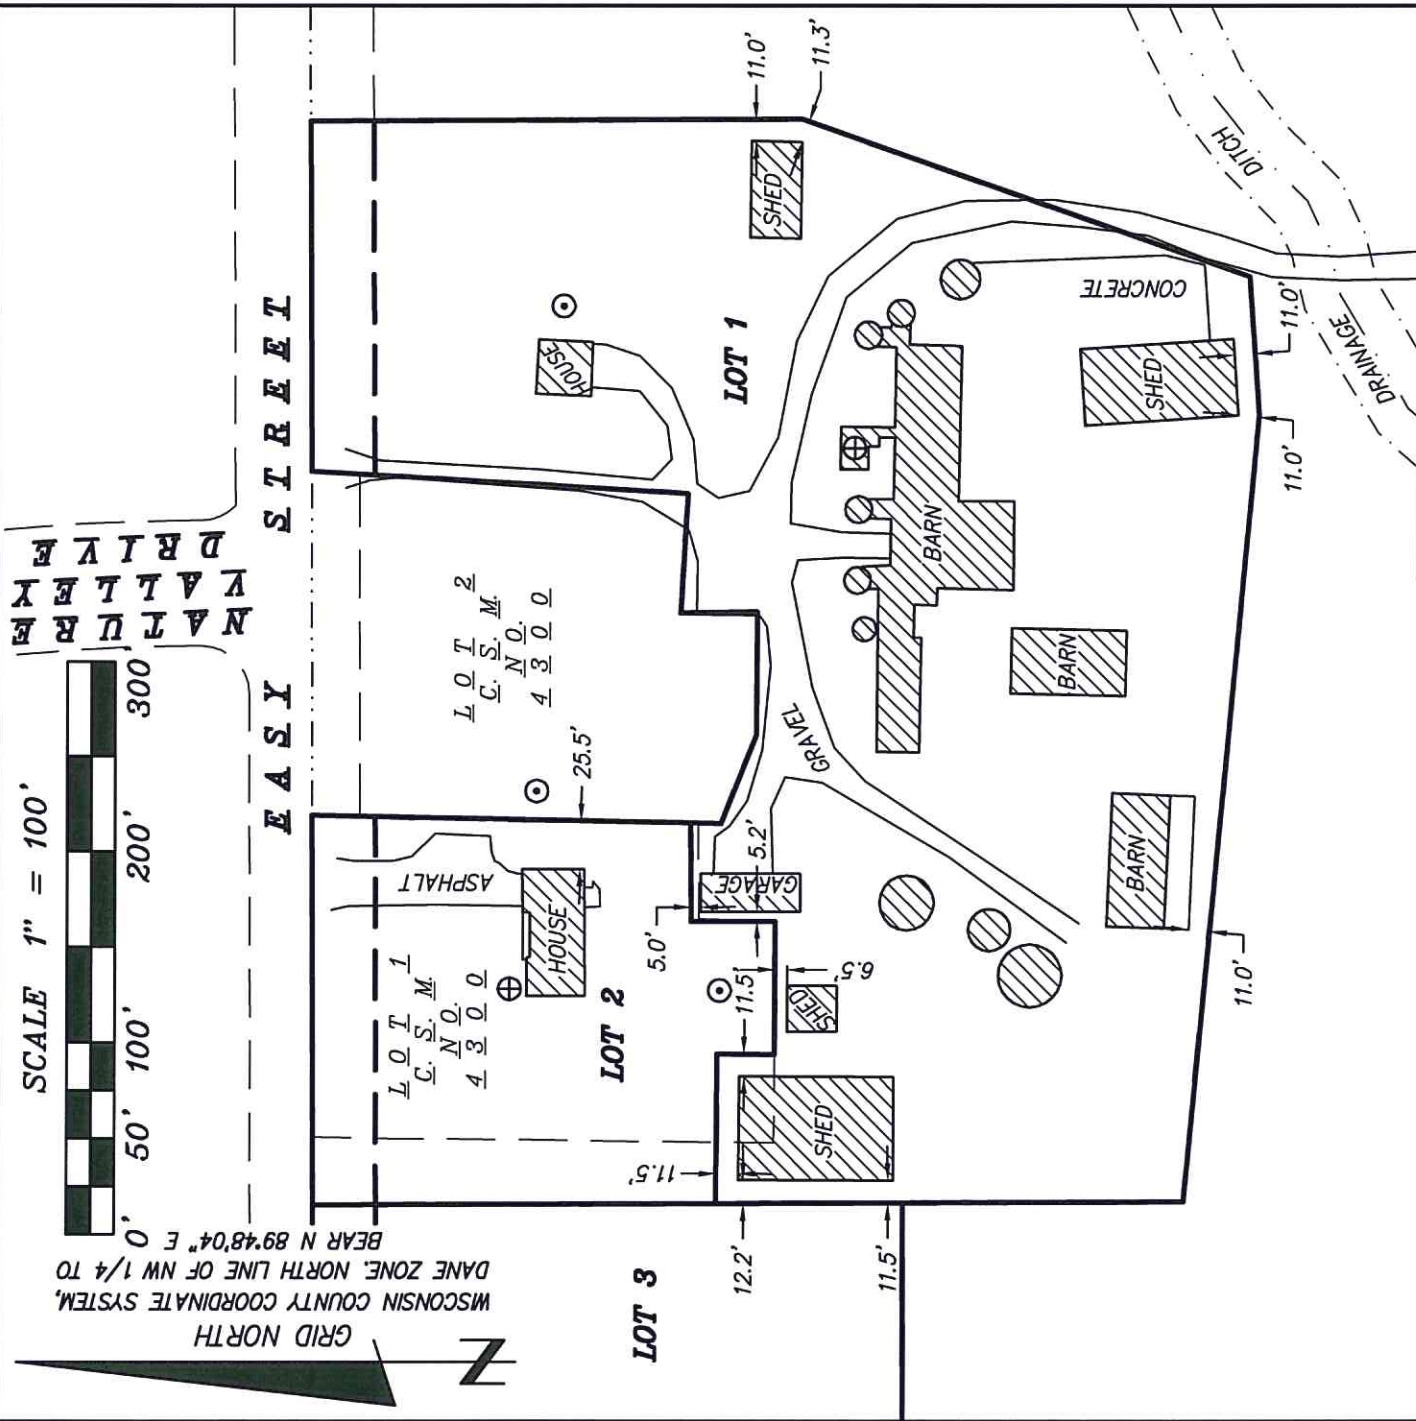 SCALE 1" = 100'
0' 50' 100' 200' 300
GRID NORTH
WISCONSIN COUNTY COORDINATE SYSTEM,
DANE ZONE. NORTH LINE OF NW 1/4 TO
BEAR N 89°48'04" E
N
NATURE
VALLEY
DRIVE
EASY STREET
LOT 1
C.S.M.
NO.
4300
LOT 2
C.S.M.
NO.
4300
ASPHALT
HOUSE
25.5'
HOUSE
LOT 1
LOT 2
LOT 3
5.0'
5.2'
GARAGE
11.5'
6.5'
SHED
11.5'
SHED
12.2'
11.5'
GRAVEL
BARN
BARN
BARN
11.0'
SHED
11.0'
11.3'
CONCRETE
SHED
11.0'
11.0'
DRAINAGE
DITCH